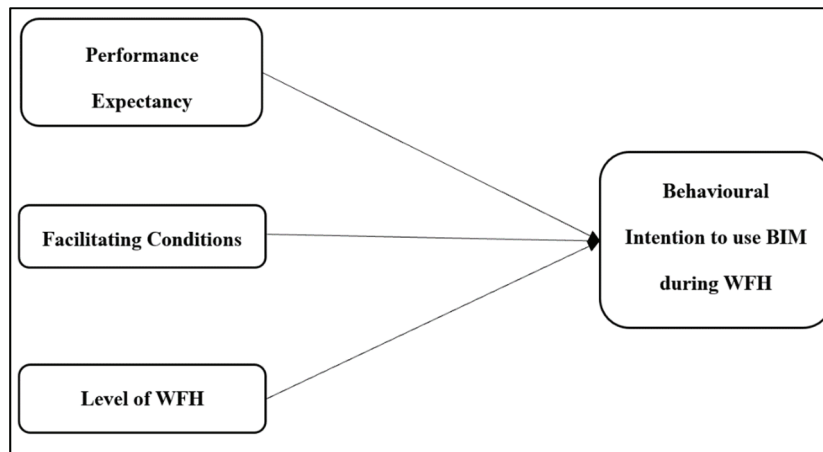 Performance
Expectancy
Facilitating Conditions
Level of WFH
Behavioural
Intention to use BIM
during WFH